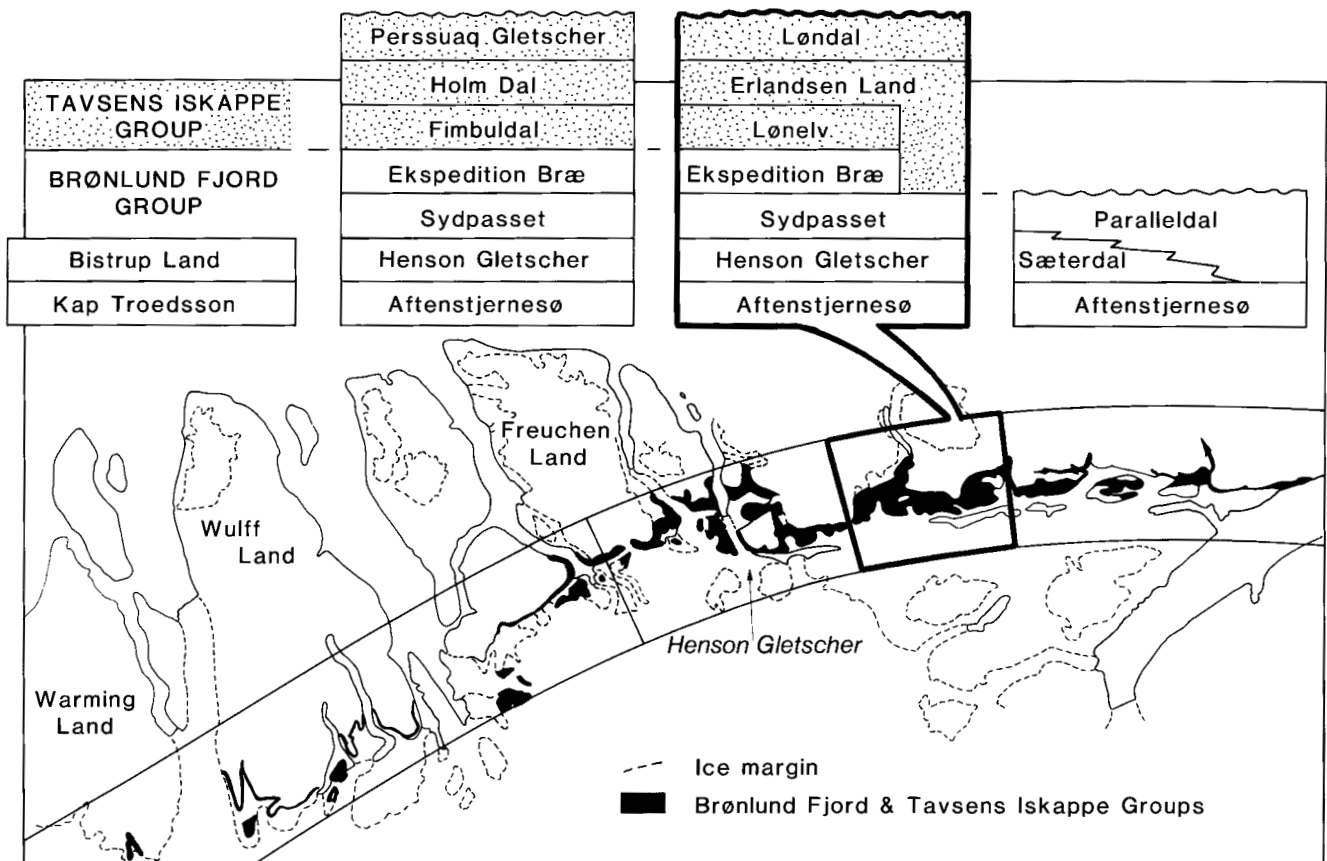 TAVSENS ISKAPPE
GROUP
BRØNLUND FJORD
GROUP
Bistrup Land
Kap Troedsson
Perssuaq Gletscher
Holm Dal
Fimbuldal
Ekspedition Bræ
Sydpasset
Henson Gletscher
Aftenstjernesø
Løndal
Erlandsen Land
Lønelv
Ekspedition Bræ
Sydpasset
Henson Gletscher
Aftenstjernesø
Paralleldal
Sæterdal
Aftenstjernesø
Freuchen
Land
Wulff
Land
Warming
Land
Henson Gletscher
Ice margin
Brønlund Fjord & Tavsens Iskappe Groups